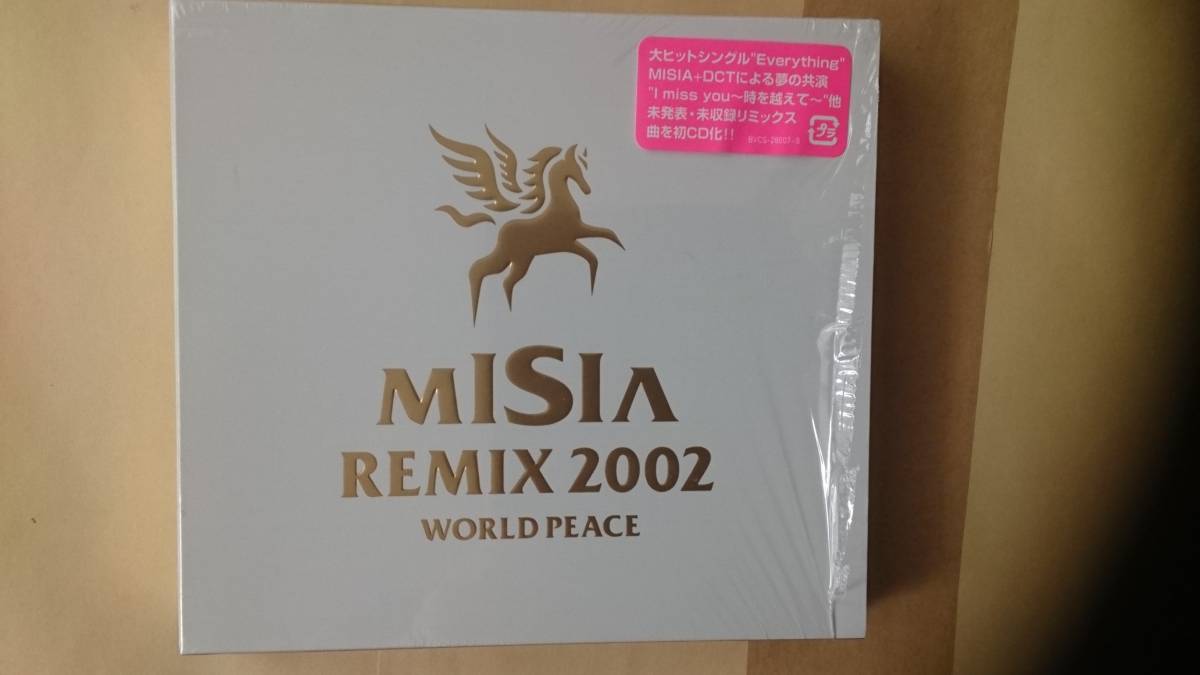 大ヒットシングル"Everything"
MISIA+DCTによる夢の共演
"I miss you〜時を越えて〜"他
未発表・未収録リミックス
曲を初CD化!!
プラ
MISIA
REMIX 2002
WORLD PEACE